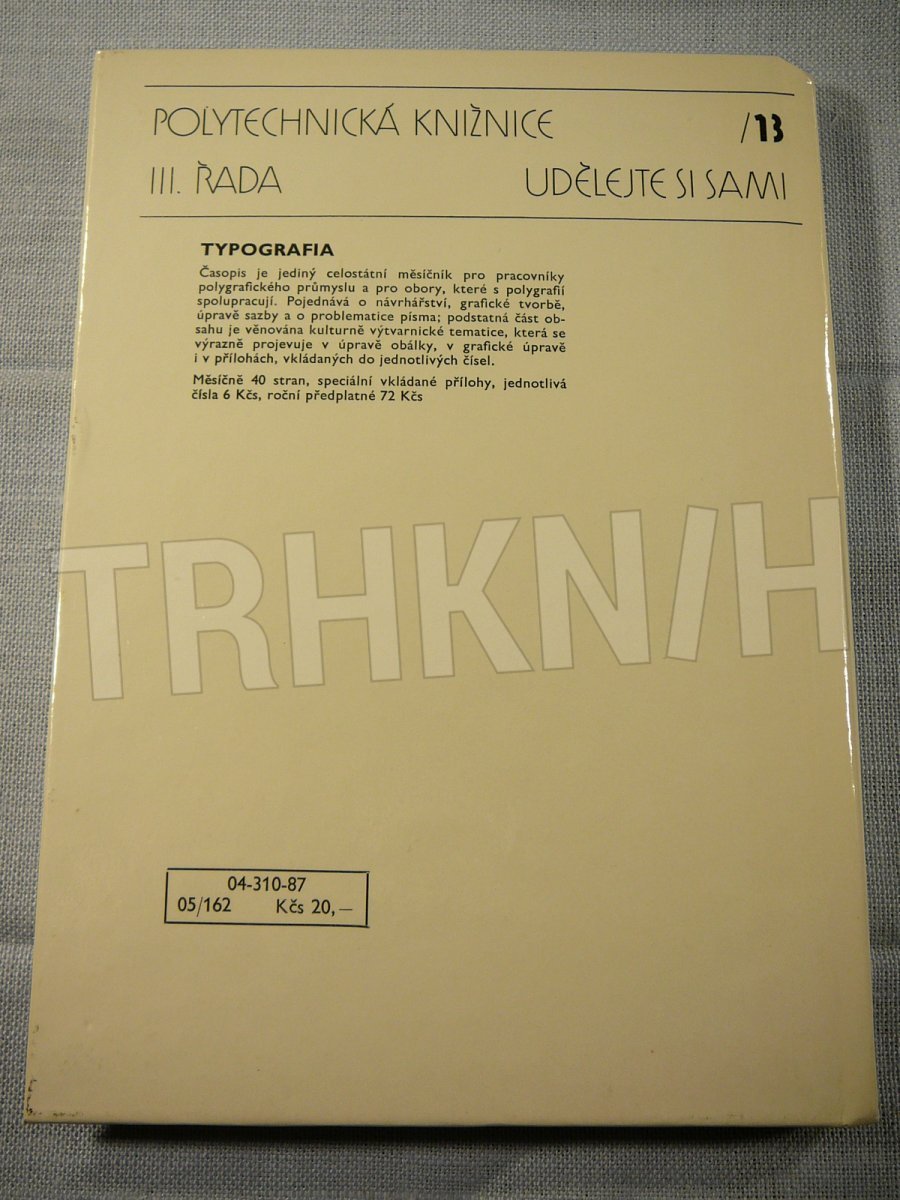 POLYTECHNICKÁ KNIŽNICE /13
III. ŘADA UDĚLEJTE SI SAMI
TYPOGRAFIA
Časopis je jediný celostátní měsíčník pro pracovníky
polygrafického průmyslu a pro obory, které s polygrafií
spolupracují. Pojednává o návrhářství, grafické tvorbě,
úpravě sazby a o problematice písma; podstatná část ob-
sahu je věnována kulturně výtvarnické tematice, která se
výrazně projevuje v úpravě obálky, v grafické úpravě
i v přílohách, vkládaných do jednotlivých čísel.
Měsíčně 40 stran, speciální vkládané přílohy, jednotlivá
čísla 6 Kčs, roční předplatné 72 Kčs
TRHKN/H
04-310-87
05/162 Kčs 20,—